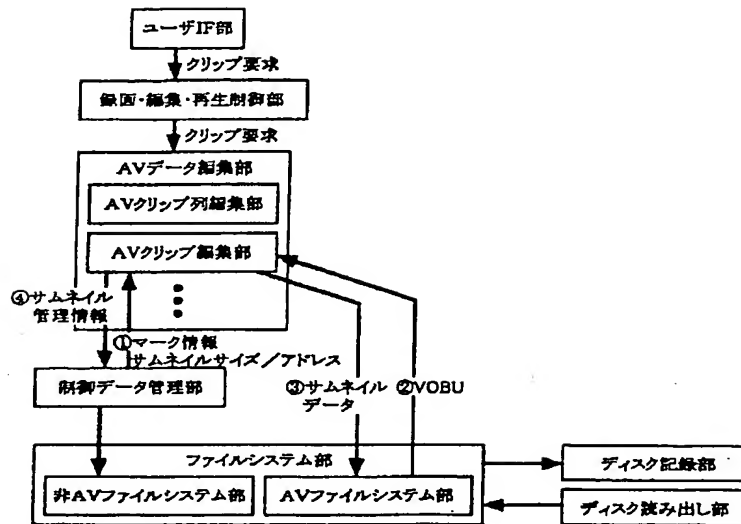 ユーザIF部
クリップ要求
録画・編集・再生制御部
クリップ要求
AVデータ編集部
AVクリップ列編集部
AVクリップ編集部
④サムネイル
管理情報
①マーク情報
サムネイルサイズ/アドレス
制御データ管理部
③サムネイル
データ
②VOBU
ファイルシステム部
非AVファイルシステム部
AVファイルシステム部
ディスク記録部
ディスク読み出し部